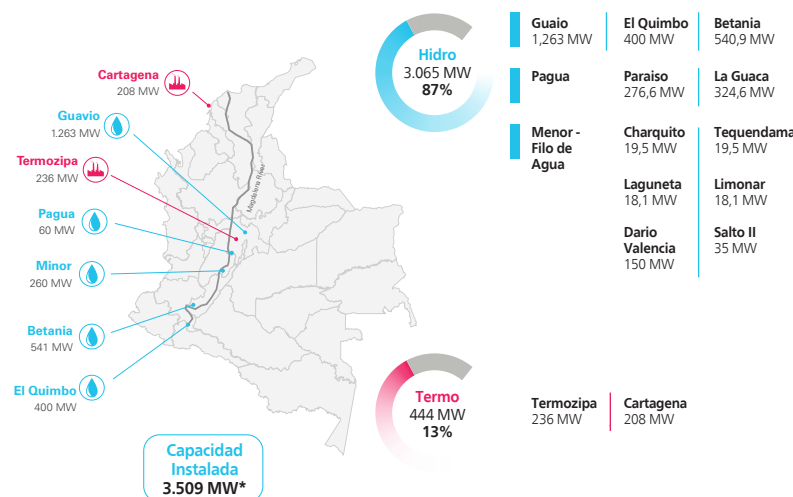 Cartagena
208 MW
Guavio
1.263 MW
Termozipa
236 MW
Pagua
60 MW
Minor
260 MW
Betania
541 MW
El Quimbo
400 MW
Magdalena River
Capacidad
Instalada
3.509 MW*
Hidro
3.065 MW
87%
Guaio
1,263 MW
El Quimbo
400 MW
Betania
540,9 MW
Pagua
Paraiso
276,6 MW
La Guaca
324,6 MW
Menor -
Filo de
Agua
Charquito
19,5 MW
Tequendama
19,5 MW
Laguneta
18,1 MW
Limonar
18,1 MW
Dario
Valencia
150 MW
Salto II
35 MW
Termo
444 MW
13%
Termozipa
236 MW
Cartagena
208 MW